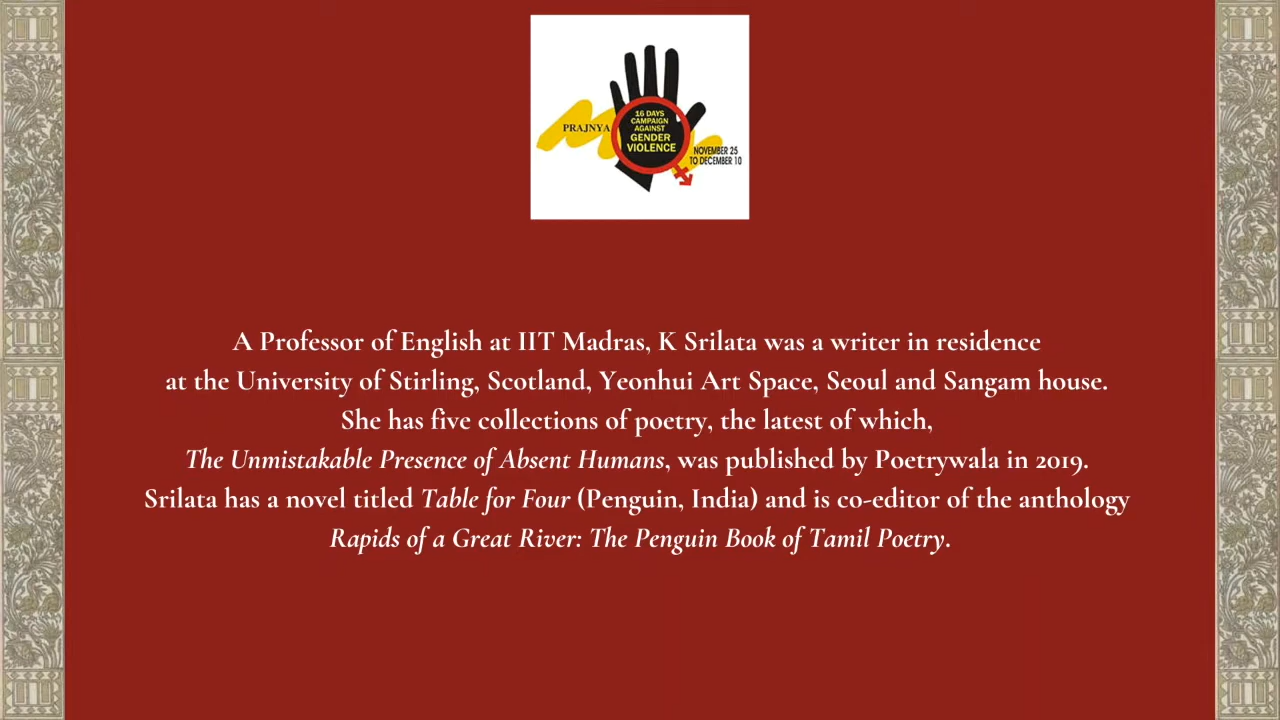 PRAJNYA
16 DAYS
CAMPAIGN
AGAINST
GENDER
VIOLENCE
NOVEMBER 25
TO DECEMBER 10
A Professor of English at IIT Madras, K Srilata was a writer in residence
at the University of Stirling, Scotland, Yeonhui Art Space, Seoul and Sangam house.
She has five collections of poetry, the latest of which,
The Unmistakable Presence of Absent Humans, was published by Poetrywala in 2019.
Srilata has a novel titled Table for Four (Penguin, India) and is co-editor of the anthology
Rapids of a Great River: The Penguin Book of Tamil Poetry.